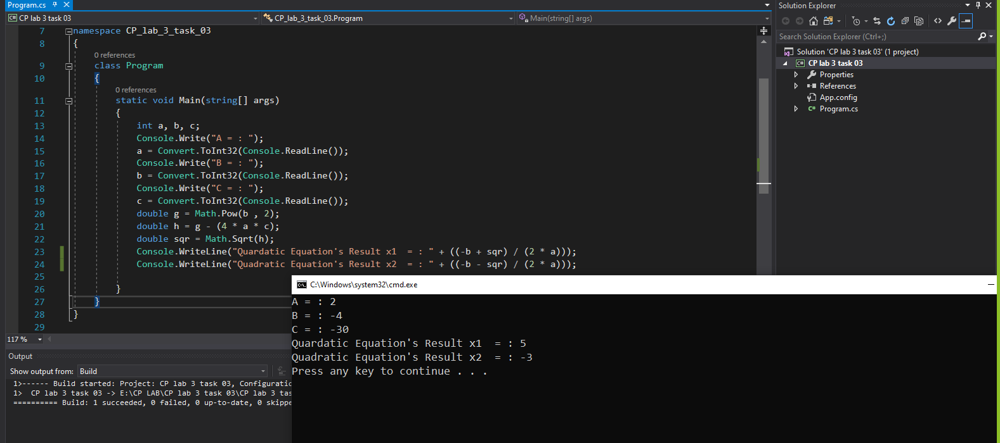 Program.cs
CP lab 3 task 03
CP_lab_3_task_03.Program
Main(string[] args)
7 namespace CP_lab_3_task_03
8 {
0 references
9 class Program
10 {
0 references
11 static void Main(string[] args)
12 {
13 int a, b, c;
14 Console.Write("A = : ");
15 a = Convert.ToInt32(Console.ReadLine());
16 Console.Write("B = : ");
17 b = Convert.ToInt32(Console.ReadLine());
18 Console.Write("C = : ");
19 c = Convert.ToInt32(Console.ReadLine());
20 double g = Math.Pow(b , 2);
21 double h = g - (4 * a * c);
22 double sqr = Math.Sqrt(h);
23 Console.WriteLine("Quardatic Equation's Result x1  = : " + ((-b + sqr) / (2 * a)));
24 Console.WriteLine("Quadratic Equation's Result x2  = : " + ((-b - sqr) / (2 * a)));
25
26 }
27 }
28 }
29
117 %
Output
Show output from: Build
1>------ Build started: Project: CP lab 3 task 03, Configuratio
1>  CP lab 3 task 03 -> E:\CP LAB\CP lab 3 task 03\CP lab 3 tas
========== Build: 1 succeeded, 0 failed, 0 up-to-date, 0 skippe
C:\Windows\system32\cmd.exe
A = : 2
B = : -4
C = : -30
Quardatic Equation's Result x1  = : 5
Quadratic Equation's Result x2  = : -3
Press any key to continue . . .
Solution Explorer
Search Solution Explorer (Ctrl+;)
Solution 'CP lab 3 task 03' (1 project)
C# CP lab 3 task 03
Properties
References
App.config
C# Program.cs